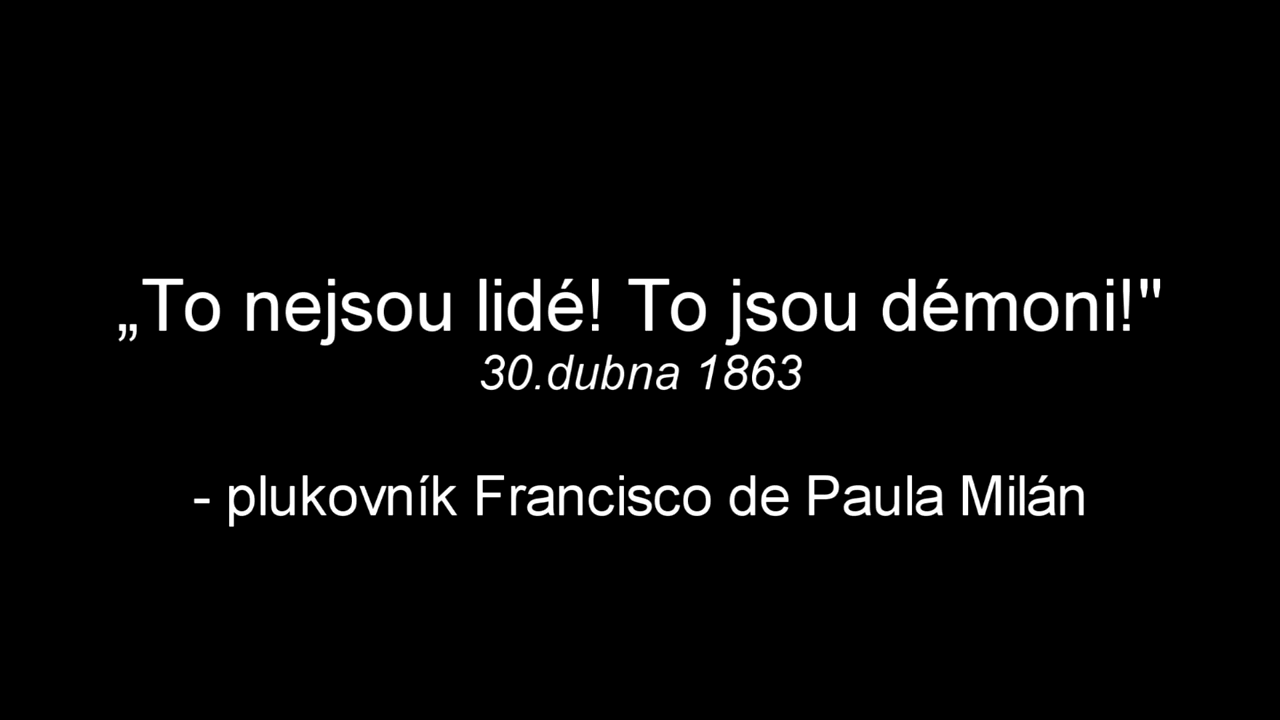 „To nejsou lidé! To jsou démoni!"
30.dubna 1863
- plukovník Francisco de Paula Milán